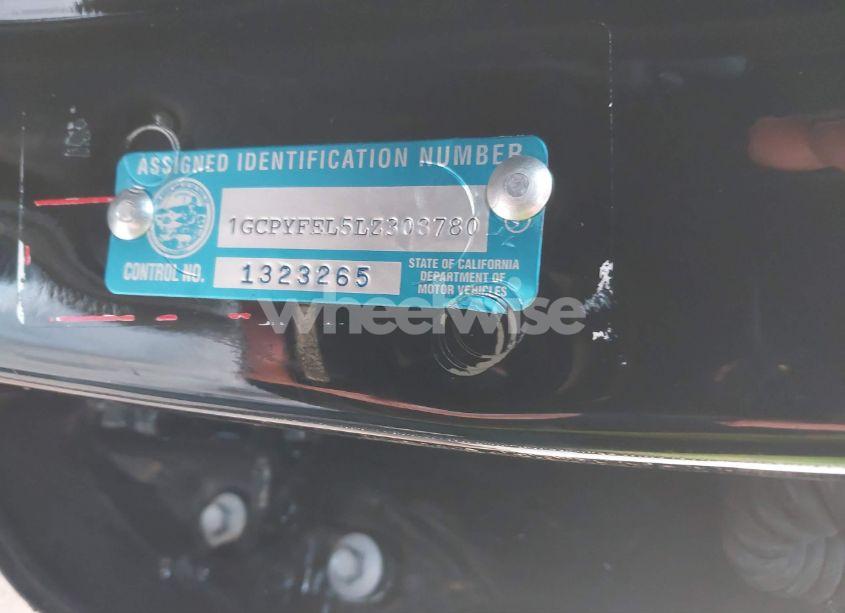 ASSIGNED IDENTIFICATION NUMBER
1GCPYFEL5LZ303780
CONTROL NO.
1323265
STATE OF CALIFORNIA
DEPARTMENT OF
MOTOR VEHICLES
wheelwise